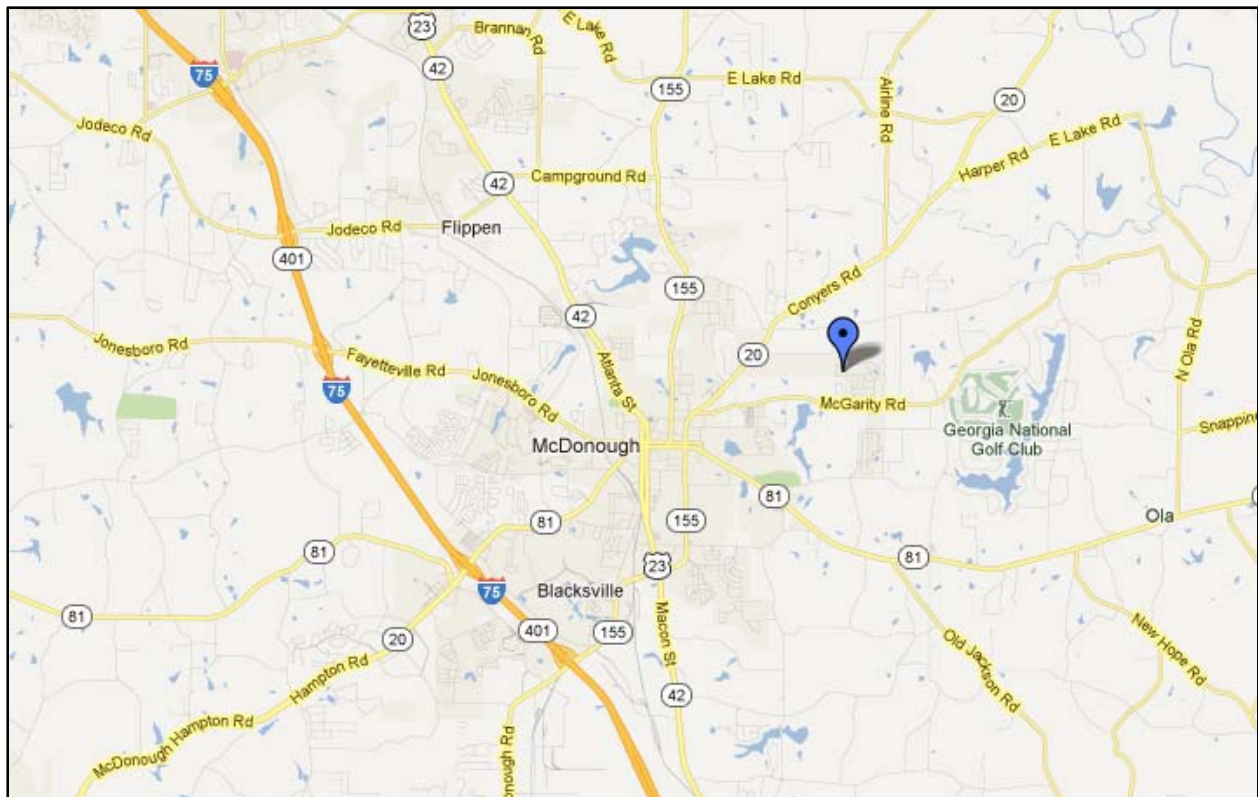 23
Brannan Rd
E Lake Rd
42
75
155
E Lake Rd
Airline Rd
20
Jodeco Rd
E Lake Rd
Harper Rd
42
Campground Rd
Jodeco Rd
Flippen
401
155
Conyers Rd
42
N Ola Rd
Jonesboro Rd
Fayetteville Rd
20
Atlanta St
75
Jonesboro Rd
McGarity Rd
Georgia National
Golf Club
Snapping
McDonough
81
81
155
Ola
81
81
23
75
Blacksville
81
Macon St
401
155
20
New Hope Rd
Old Jackson Rd
Hampton Rd
42
McDonough Hampton Rd
onough Rd